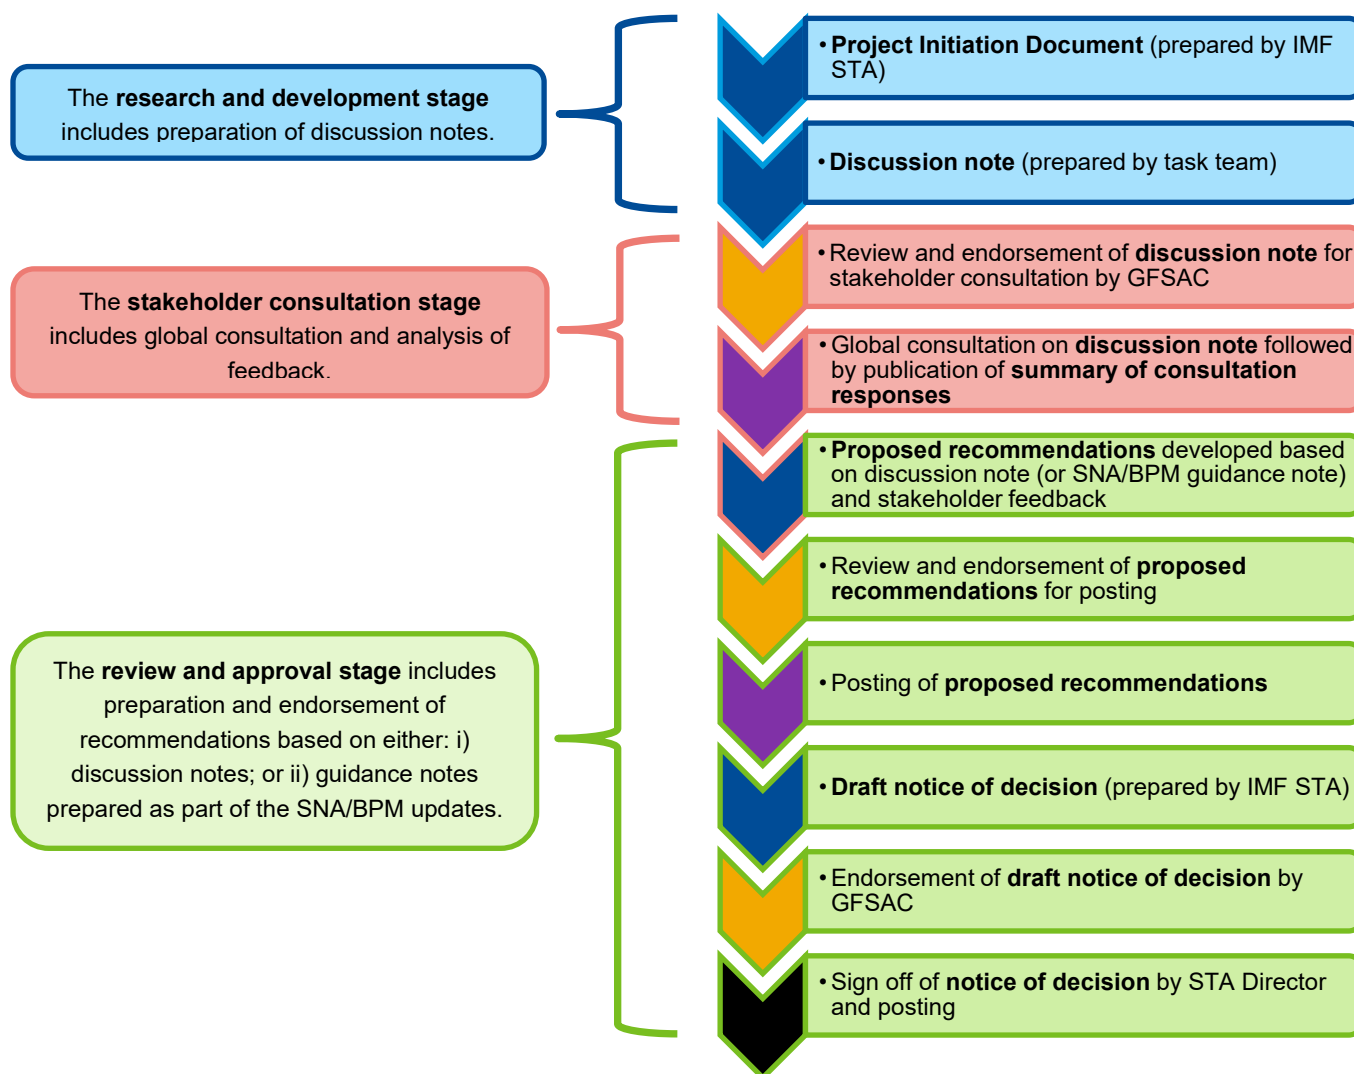 The research and development stage
includes preparation of discussion notes.
The stakeholder consultation stage
includes global consultation and analysis of
feedback.
The review and approval stage includes
preparation and endorsement of
recommendations based on either: i)
discussion notes; or ii) guidance notes
prepared as part of the SNA/BPM updates.
• Project Initiation Document (prepared by IMF
STA)
• Discussion note (prepared by task team)
• Review and endorsement of discussion note for
stakeholder consultation by GFSAC
• Global consultation on discussion note followed
by publication of summary of consultation
responses
• Proposed recommendations developed based
on discussion note (or SNA/BPM guidance note)
and stakeholder feedback
• Review and endorsement of proposed
recommendations for posting
• Posting of proposed recommendations
• Draft notice of decision (prepared by IMF STA)
• Endorsement of draft notice of decision by
GFSAC
• Sign off of notice of decision by STA Director
and posting